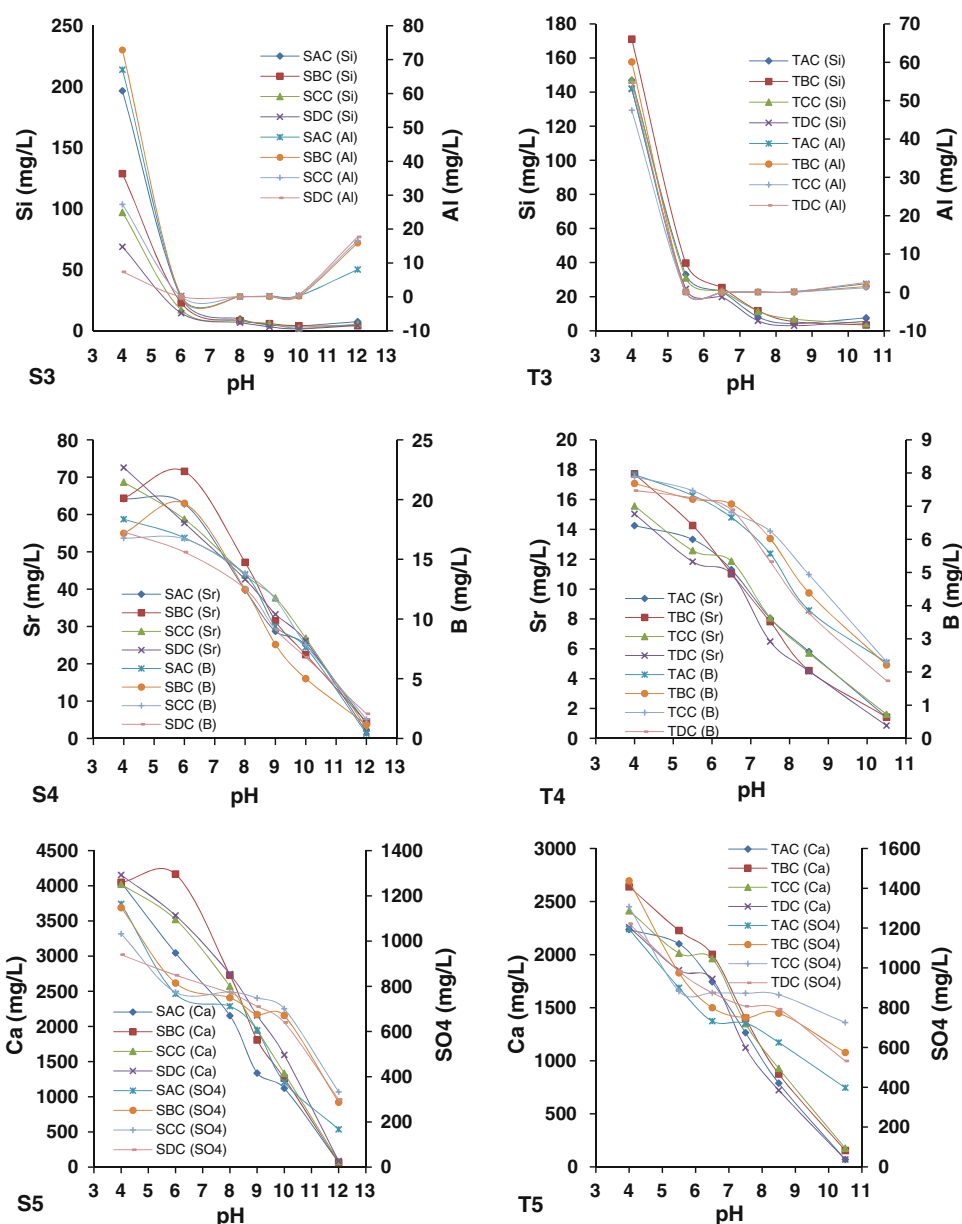 250
200
150
100
50
0
Si (mg/L)
80
70
60
50
40
30
20
10
0
-10
Al (mg/L)
SAC (Si)
SBC (Si)
SCC (Si)
SDC (Si)
SAC (Al)
SBC (Al)
SCC (Al)
SDC (Al)
3 4 5 6 7 8 9 10 11 12 13
pH
S3
180
160
140
120
100
80
60
40
20
0
Si (mg/L)
70
60
50
40
30
20
10
0
-10
Al (mg/L)
TAC (Si)
TBC (Si)
TCC (Si)
TDC (Si)
TAC (Al)
TBC (Al)
TCC (Al)
TDC (Al)
3 4 5 6 7 8 9 10 11
pH
T3
80
70
60
50
40
30
20
10
0
Sr (mg/L)
25
20
15
10
5
0
B (mg/L)
SAC (Sr)
SBC (Sr)
SCC (Sr)
SDC (Sr)
SAC (B)
SBC (B)
SCC (B)
SDC (B)
3 4 5 6 7 8 9 10 11 12 13
pH
S4
20
18
16
14
12
10
8
6
4
2
0
Sr (mg/L)
9
8
7
6
5
4
3
2
1
0
B (mg/L)
TAC (Sr)
TBC (Sr)
TCC (Sr)
TDC (Sr)
TAC (B)
TBC (B)
TCC (B)
TDC (B)
3 4 5 6 7 8 9 10 11
pH
T4
4500
4000
3500
3000
2500
2000
1500
1000
500
0
Ca (mg/L)
1400
1200
1000
800
600
400
200
0
SO4 (mg/L)
SAC (Ca)
SBC (Ca)
SCC (Ca)
SDC (Ca)
SAC (SO4)
SBC (SO4)
SCC (SO4)
SDC (SO4)
3 4 5 6 7 8 9 10 11 12 13
pH
S5
3000
2500
2000
1500
1000
500
0
Ca (mg/L)
1600
1400
1200
1000
800
600
400
200
0
SO4 (mg/L)
TAC (Ca)
TBC (Ca)
TCC (Ca)
TDC (Ca)
TAC (SO4)
TBC (SO4)
TCC (SO4)
TDC (SO4)
3 4 5 6 7 8 9 10 11
pH
T5